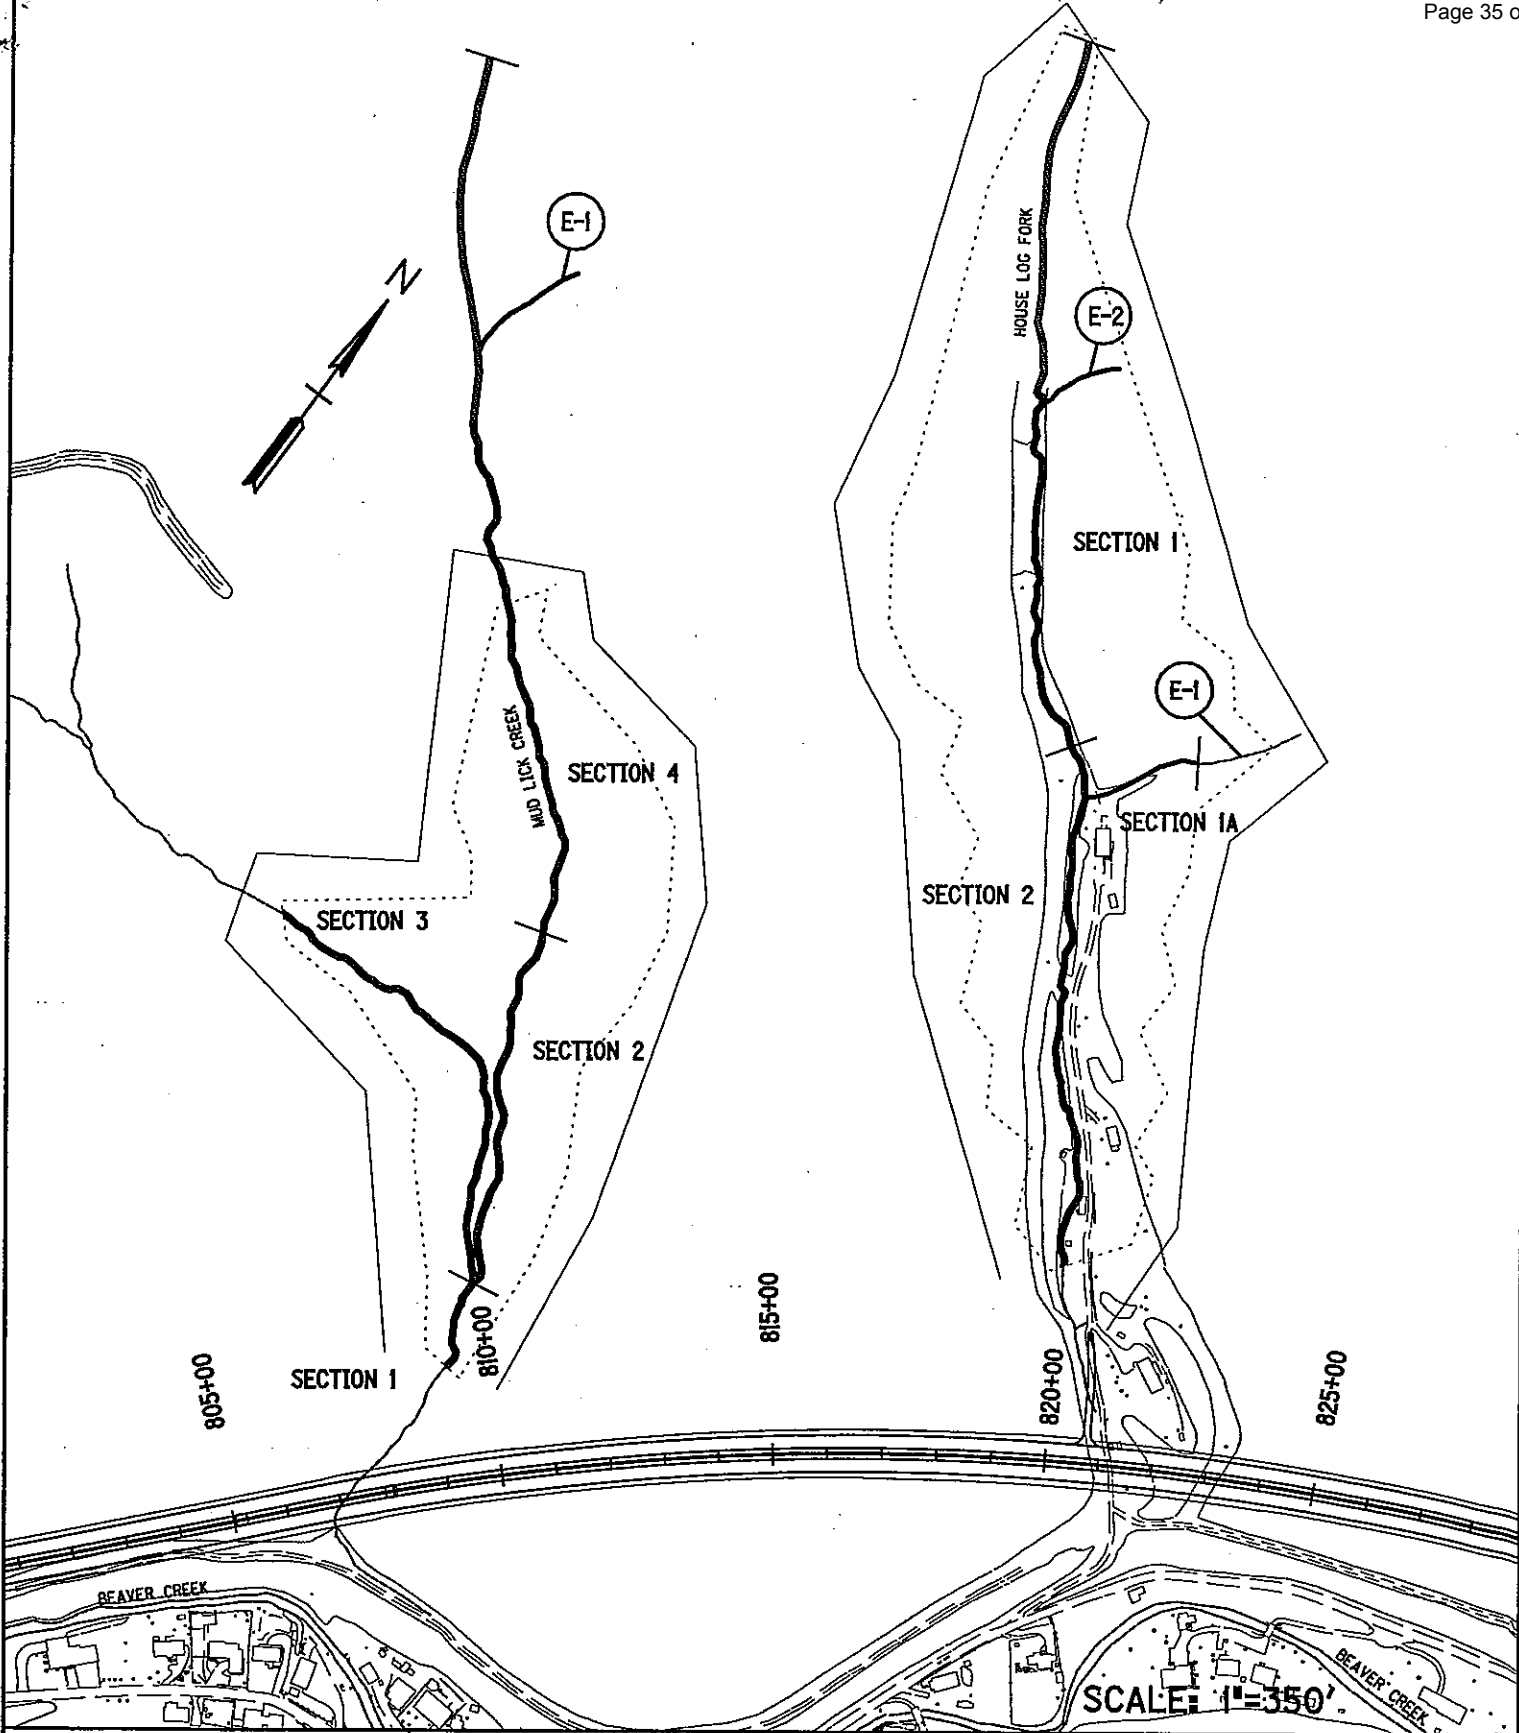 Page 35 o
E-1
N
HOUSE LOG FORK
E-2
SECTION 1
E-1
MUD LICK CREEK
SECTION 4
SECTION 1A
SECTION 3
SECTION 2
SECTION 2
SECTION 1
805+00
810+00
815+00
820+00
825+00
BEAVER CREEK
BEAVER CREEK
SCALE: 1"=350'